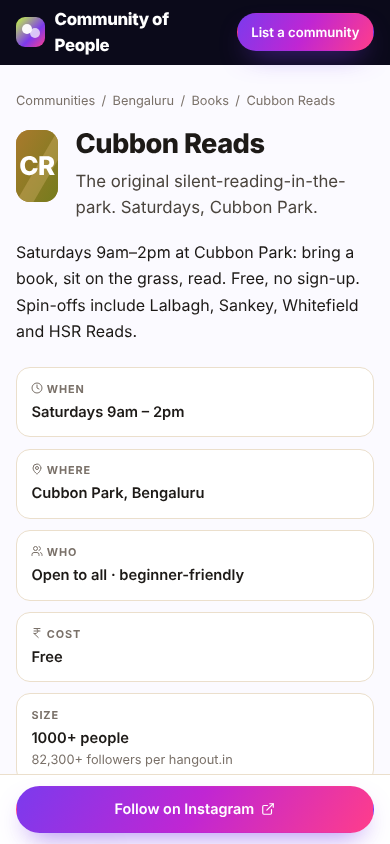 Community of
People
List a community
Communities / Bengaluru / Books / Cubbon Reads
CR
Cubbon Reads
The original silent-reading-in-the-
park. Saturdays, Cubbon Park.
Saturdays 9am–2pm at Cubbon Park: bring a
book, sit on the grass, read. Free, no sign-up.
Spin-offs include Lalbagh, Sankey, Whitefield
and HSR Reads.
WHEN
Saturdays 9am – 2pm
WHERE
Cubbon Park, Bengaluru
WHO
Open to all · beginner-friendly
₹ COST
Free
SIZE
1000+ people
82,300+ followers per hangout.in
Follow on Instagram